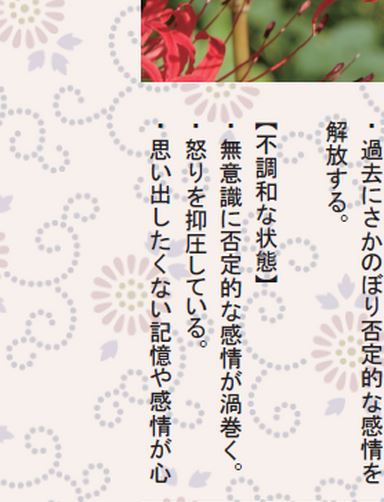 ・過去にさかのぼり否定的な感情を
解放する。
【不調和な状態】
・無意識に否定的な感情が渦巻く。
・怒りを抑圧している。
・思い出したくない記憶や感情が心